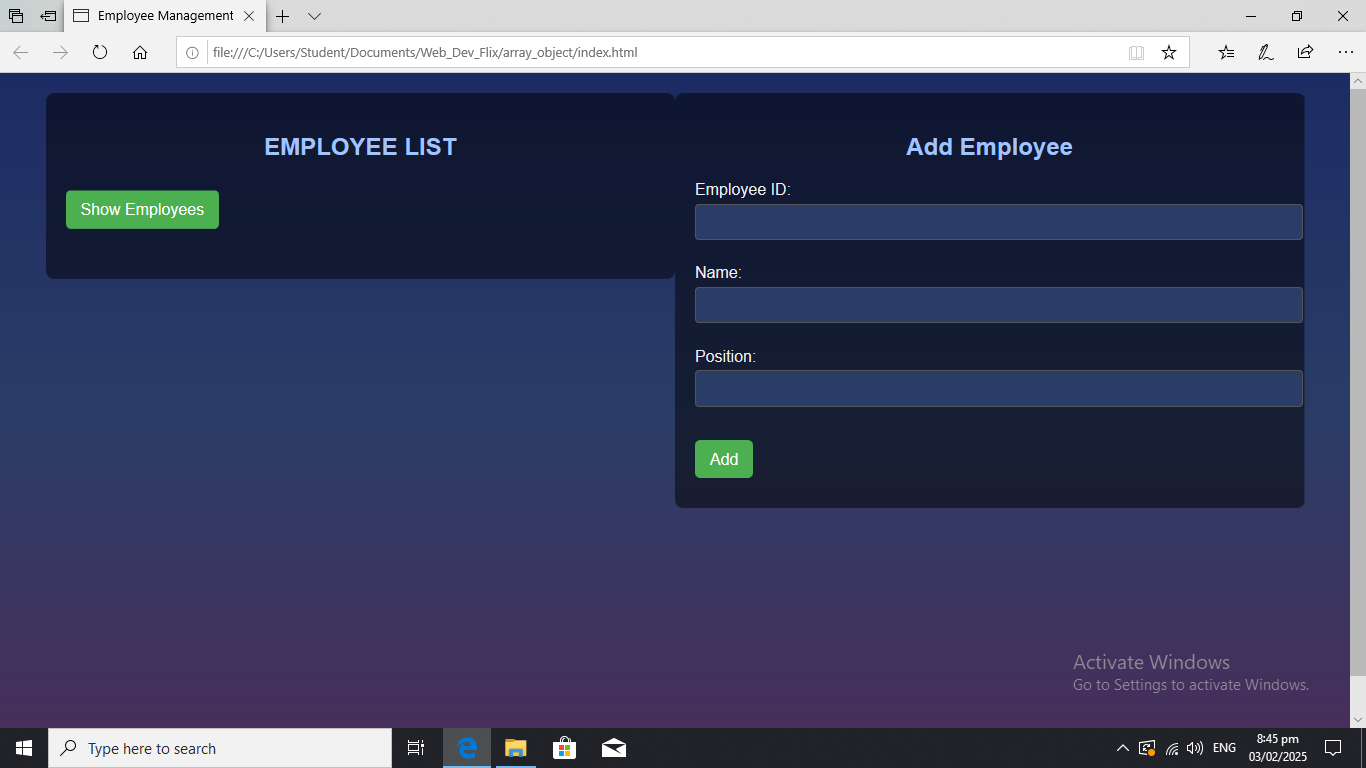 Employee Management
file:///C:/Users/Student/Documents/Web_Dev_Flix/array_object/index.html
EMPLOYEE LIST
Show Employees
Add Employee
Employee ID:
Name:
Position:
Add
Activate Windows
Go to Settings to activate Windows.
Type here to search
ENG
8:45 pm
03/02/2025